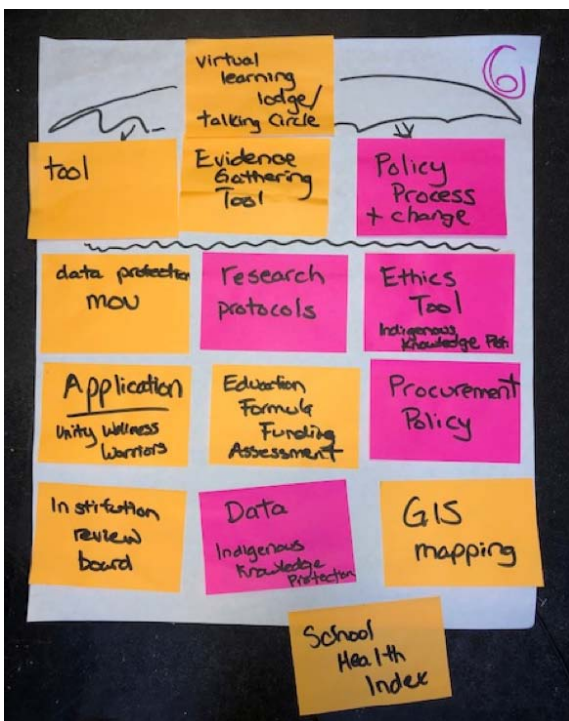 6
virtual
learning
lodge/
talking Circle
tool
Evidence
Gathering
Tool
Policy
Process
+ change
data protection
MOU
research
protocols
Ethics
Tool
Indigenous
Knowledge
Application
Unity Wellness
Warriors
Education
Formula
Funding
Assessment
Procurement
Policy
Institution
review
board
Data
Indigenous
Knowledge
Protection
GIS
mapping
School
Health
Index